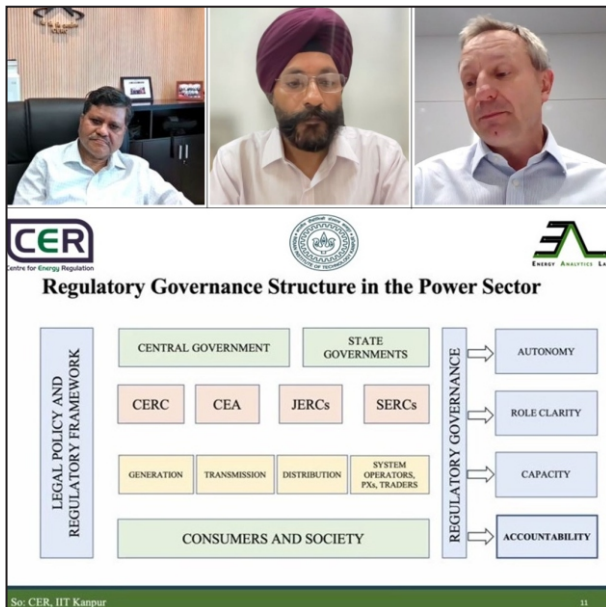 CER
Centre for Energy Regulation
ENERGY ANALYTICS LA
Regulatory Governance Structure in the Power Sector
LEGAL POLICY AND
REGULATORY FRAMEWORK
CENTRAL GOVERNMENT
STATE
GOVERNMENTS
CERC
CEA
JERCs
SERCs
GENERATION
TRANSMISSION
DISTRIBUTION
SYSTEM
OPERATORS,
PXs, TRADERS
CONSUMERS AND SOCIETY
REGULATORY GOVERNANCE
AUTONOMY
ROLE CLARITY
CAPACITY
ACCOUNTABILITY
So: CER, IIT Kanpur
11